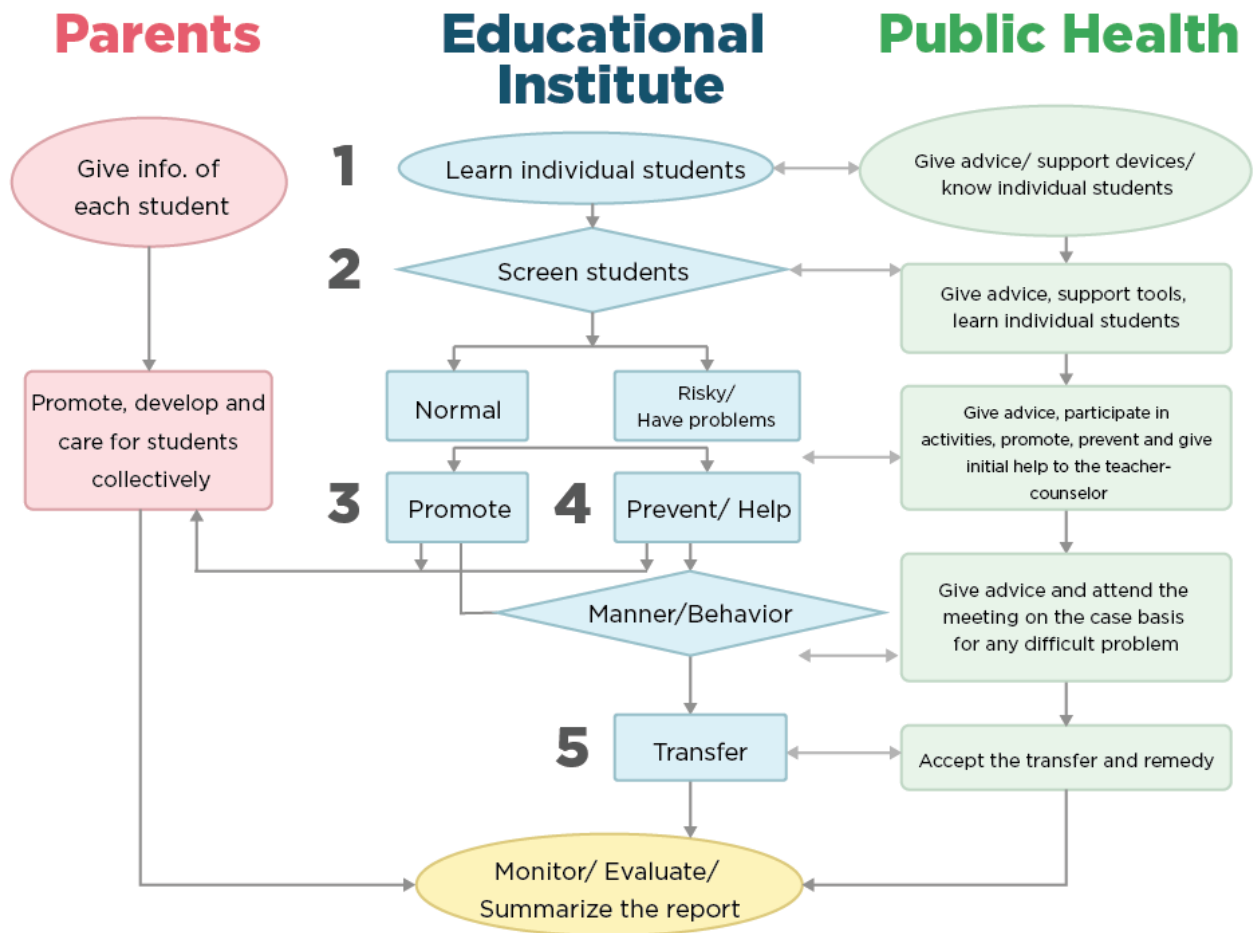 Parents
Educational
Institute
Public Health
Give info. of
each student
1
Learn individual students
Give advice/ support devices/
know individual students
2
Screen students
Give advice, support tools,
learn individual students
Promote, develop and
care for students
collectively
Normal
Risky/
Have problems
Give advice, participate in
activities, promote, prevent and give
initial help to the teacher-
counselor
3
Promote
4
Prevent/ Help
Manner/Behavior
Give advice and attend the
meeting on the case basis
for any difficult problem
5
Transfer
Accept the transfer and remedy
Monitor/ Evaluate/
Summarize the report